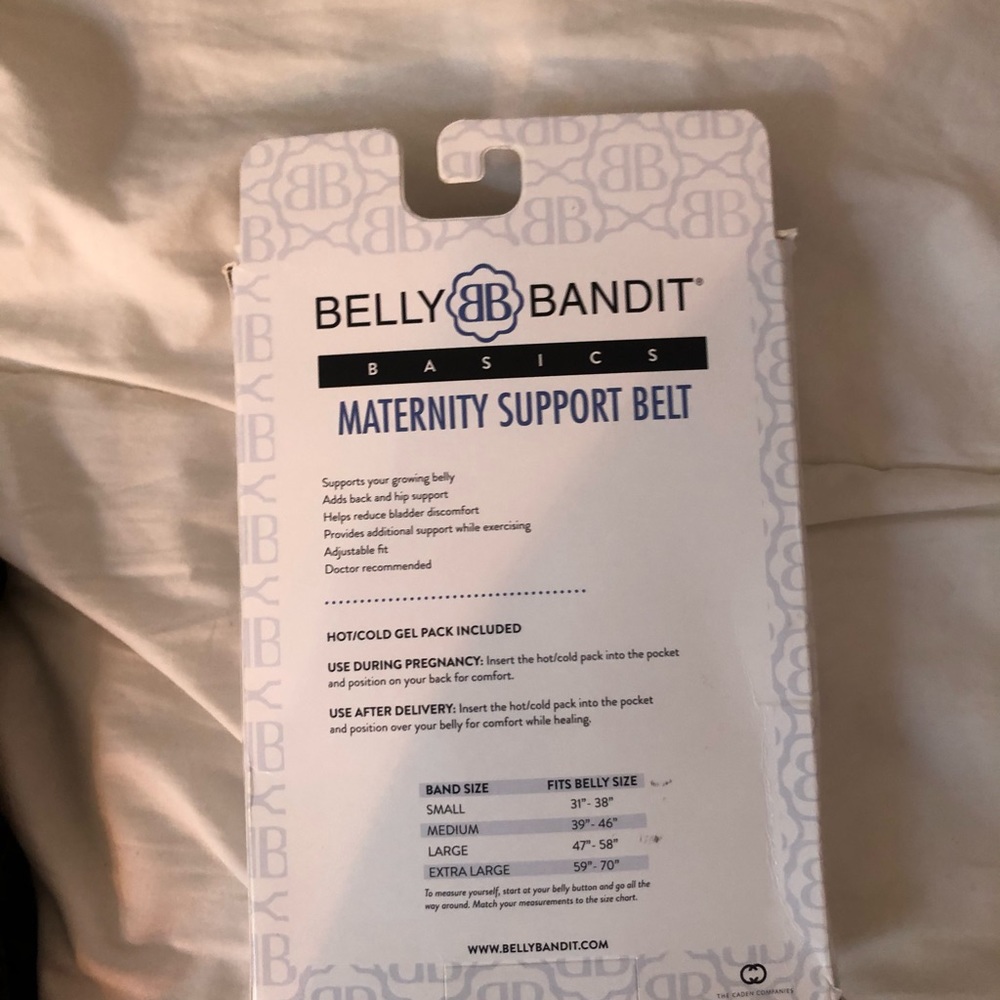 BELLY BB BANDIT®
BASICS
MATERNITY SUPPORT BELT
Supports your growing belly
Adds back and hip support
Helps reduce bladder discomfort
Provides additional support while exercising
Adjustable fit
Doctor recommended
HOT/COLD GEL PACK INCLUDED
USE DURING PREGNANCY: Insert the hot/cold pack into the pocket
and position on your back for comfort.
USE AFTER DELIVERY: Insert the hot/cold pack into the pocket
and position over your belly for comfort while healing.
BAND SIZE FITS BELLY SIZE
SMALL 31"- 38"
MEDIUM 39"- 46"
LARGE 47"- 58"
EXTRA LARGE 59"- 70"
To measure yourself, start at your belly button and go all the
way around. Match your measurements to the size chart.
WWW.BELLYBANDIT.COM
THE CADEN COMPANIES